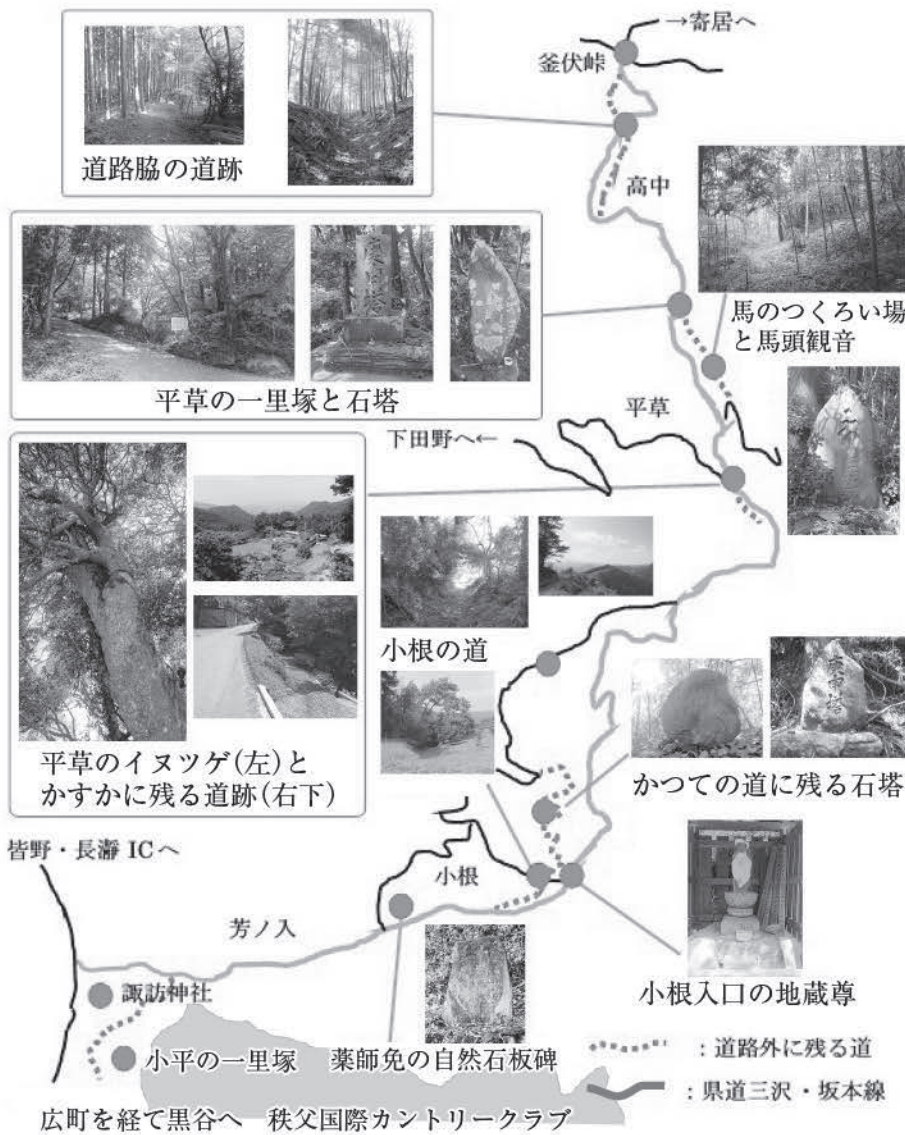 →寄居へ
釜伏峠
道路脇の道跡
高中
馬のつくろい場
と馬頭観音
平草の一里塚と石塔
平草
下田野へ←
小根の道
平草のイヌツゲ(左)と
かすかに残る道跡(右下)
かつての道に残る石塔
皆野・長瀞 ICへ
小根
芳ノ入
小根入口の地蔵尊
諏訪神社
小平の一里塚
薬師免の自然石板碑
:道路外に残る道
:県道三沢・坂本線
広町を経て黒谷へ
秩父国際カントリークラブ